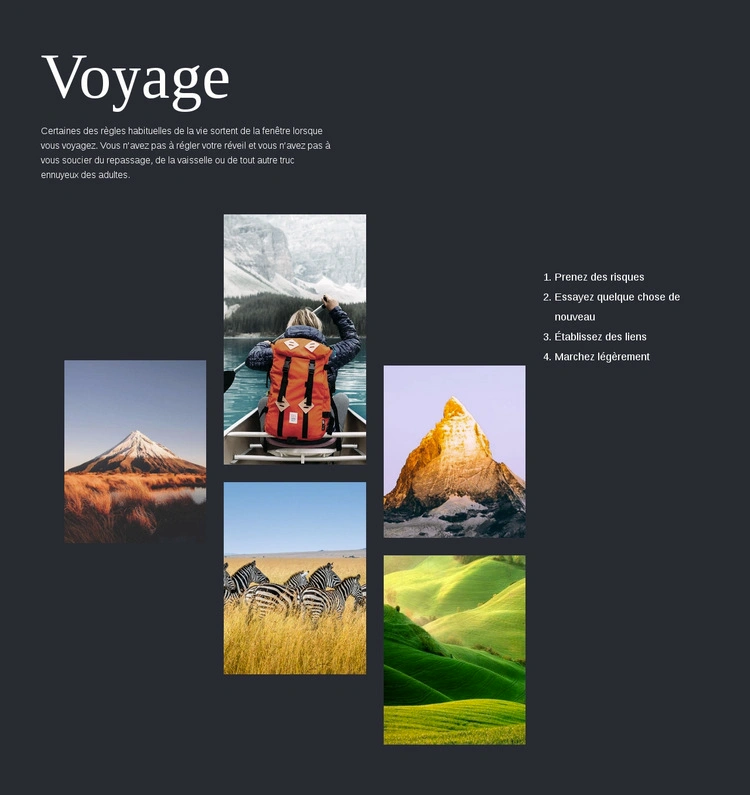 Voyage
Certaines des règles habituelles de la vie sortent de la fenêtre lorsque
vous voyagez. Vous n'avez pas à régler votre réveil et vous n'avez pas à
vous soucier du repassage, de la vaisselle ou de tout autre truc
ennuyeux des adultes.
1. Prenez des risques
2. Essayez quelque chose de
nouveau
3. Établissez des liens
4. Marchez légèrement